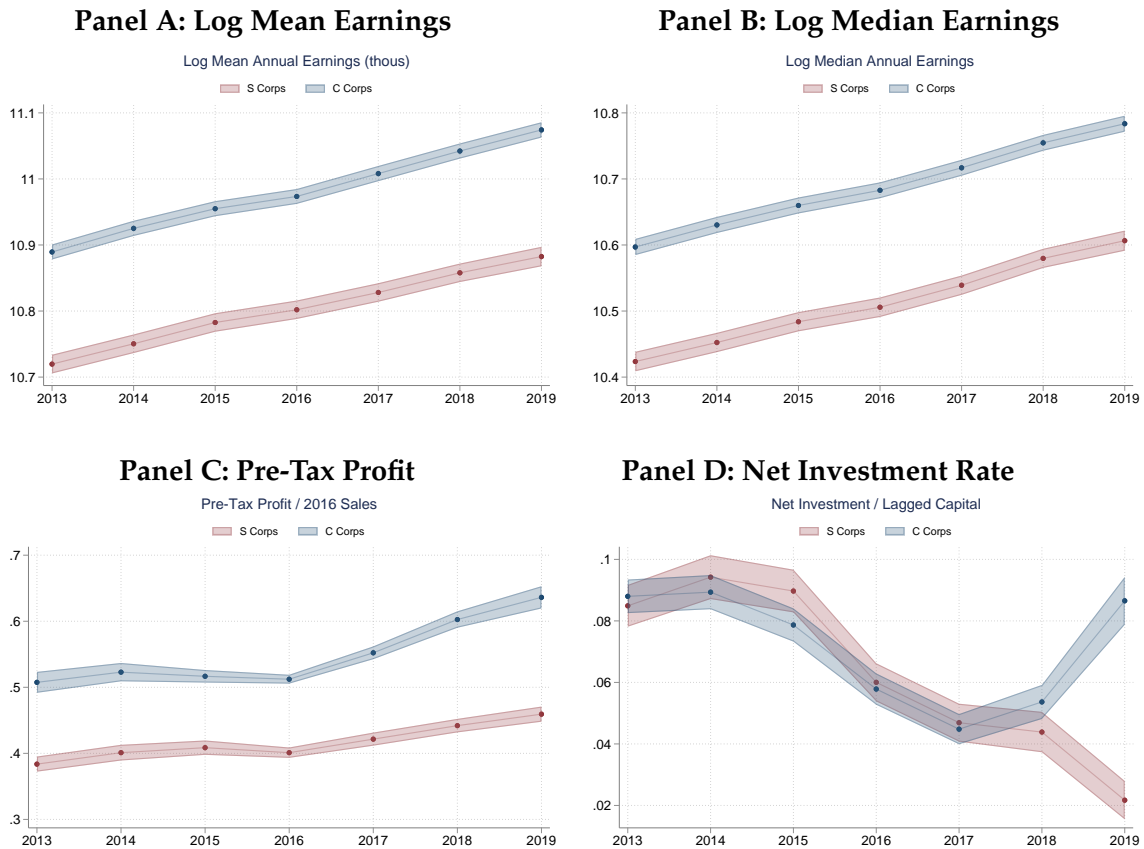 Panel A: Log Mean Earnings
Log Mean Annual Earnings (thous)
S Corps C Corps
11.1
11
10.9
10.8
10.7
2013 2014 2015 2016 2017 2018 2019
Panel B: Log Median Earnings
Log Median Annual Earnings
S Corps C Corps
10.8
10.7
10.6
10.5
10.4
2013 2014 2015 2016 2017 2018 2019
Panel C: Pre-Tax Profit
Pre-Tax Profit / 2016 Sales
S Corps C Corps
.7
.6
.5
.4
.3
2013 2014 2015 2016 2017 2018 2019
Panel D: Net Investment Rate
Net Investment / Lagged Capital
S Corps C Corps
.1
.08
.06
.04
.02
2013 2014 2015 2016 2017 2018 2019